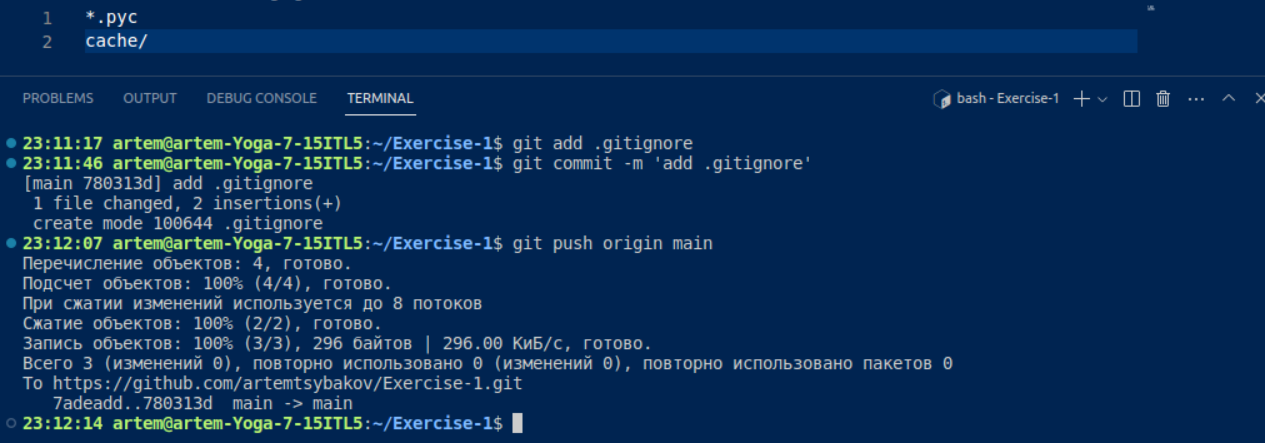 1 *.pyc
2 cache/
PROBLEMS OUTPUT DEBUG CONSOLE TERMINAL bash - Exercise-1
23:11:17 artem@artem-Yoga-7-15ITL5:~/Exercise-1$ git add .gitignore
23:11:46 artem@artem-Yoga-7-15ITL5:~/Exercise-1$ git commit -m 'add .gitignore'
[main 780313d] add .gitignore
 1 file changed, 2 insertions(+)
 create mode 100644 .gitignore
23:12:07 artem@artem-Yoga-7-15ITL5:~/Exercise-1$ git push origin main
Перечисление объектов: 4, готово.
Подсчет объектов: 100% (4/4), готово.
При сжатии изменений используется до 8 потоков
Сжатие объектов: 100% (2/2), готово.
Запись объектов: 100% (3/3), 296 байтов | 296.00 КиБ/с, готово.
Всего 3 (изменений 0), повторно использовано 0 (изменений 0), повторно использовано пакетов 0
To https://github.com/artemtsybakov/Exercise-1.git
   7adeadd..780313d  main -> main
23:12:14 artem@artem-Yoga-7-15ITL5:~/Exercise-1$